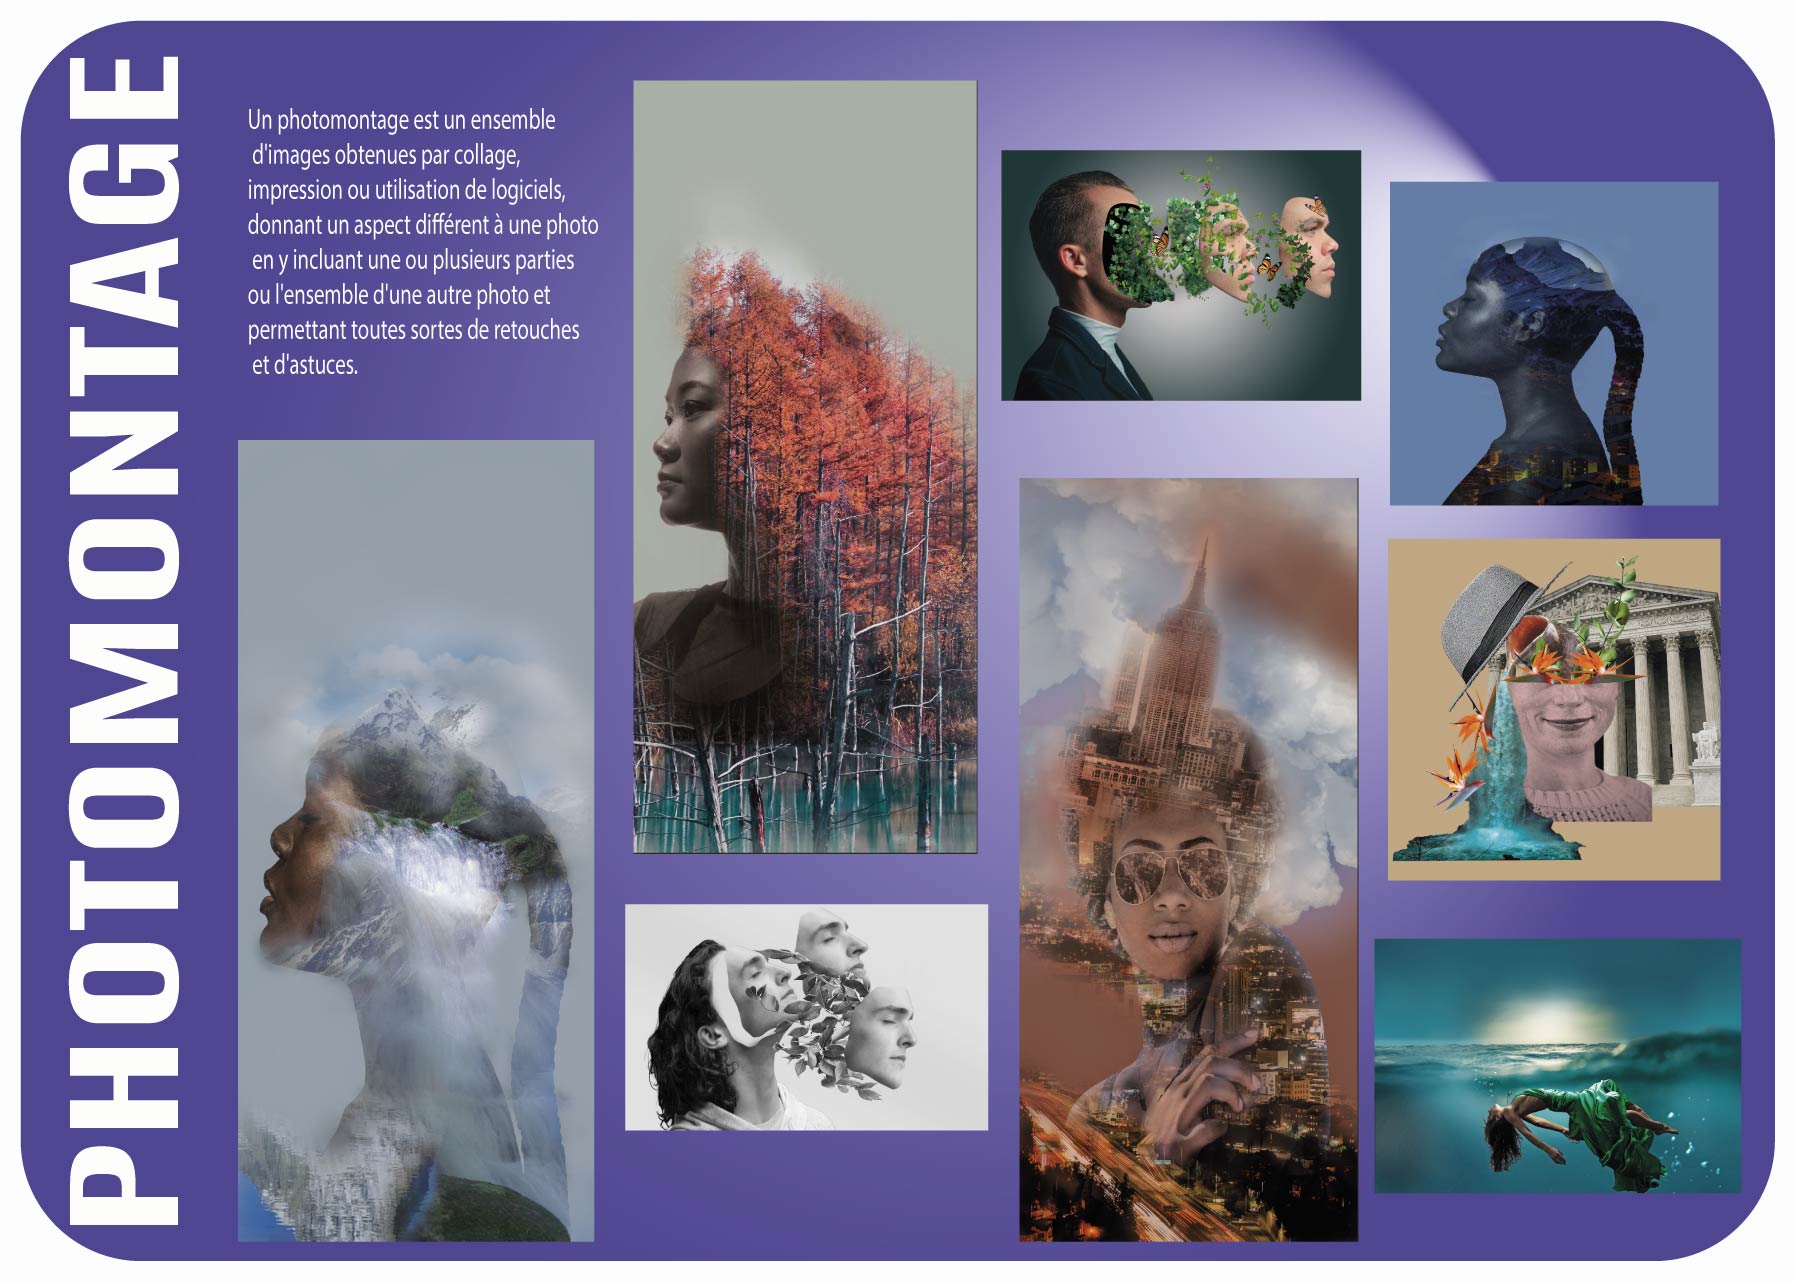 PHOTOMONTAGE
Un photomontage est un ensemble
d'images obtenues par collage,
impression ou utilisation de logiciels,
donnant un aspect différent à une photo
en y incluant une ou plusieurs parties
ou l'ensemble d'une autre photo et
permettant toutes sortes de retouches
et d'astuces.